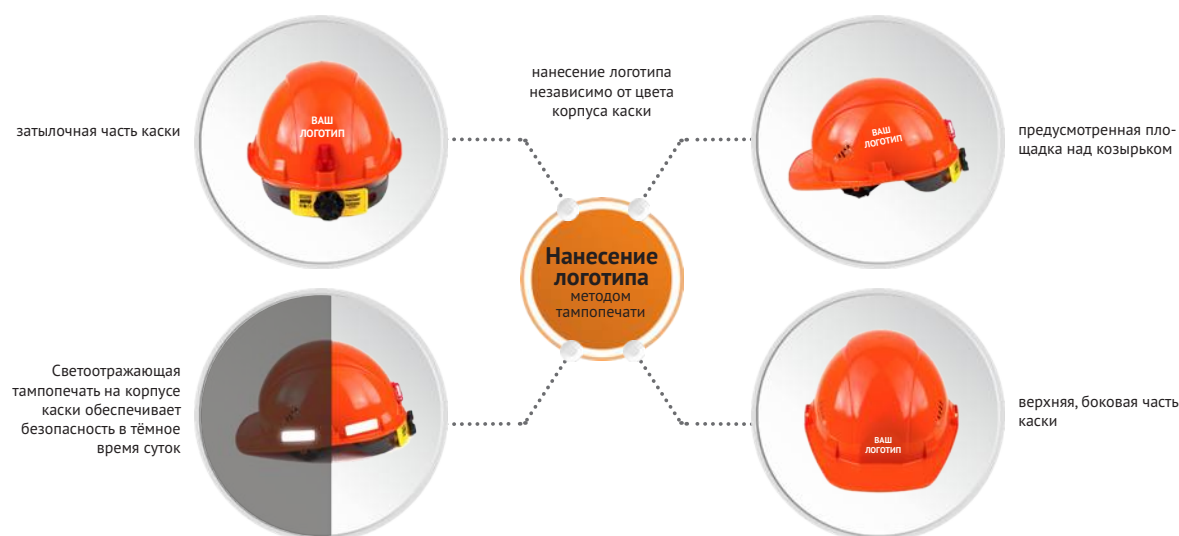 затылочная часть каски
ВАШ
ЛОГОТИП
нанесение логотипа
независимо от цвета
корпуса каски
ВАШ
ЛОГОТИП
предусмотренная пло-
щадка над козырьком
Нанесение
логотипа
методом
тампопечати
Светоотражающая
тампопечать на корпусе
каски обеспечивает
безопасность в тёмное
время суток
ВАШ
ЛОГОТИП
верхняя, боковая часть
каски